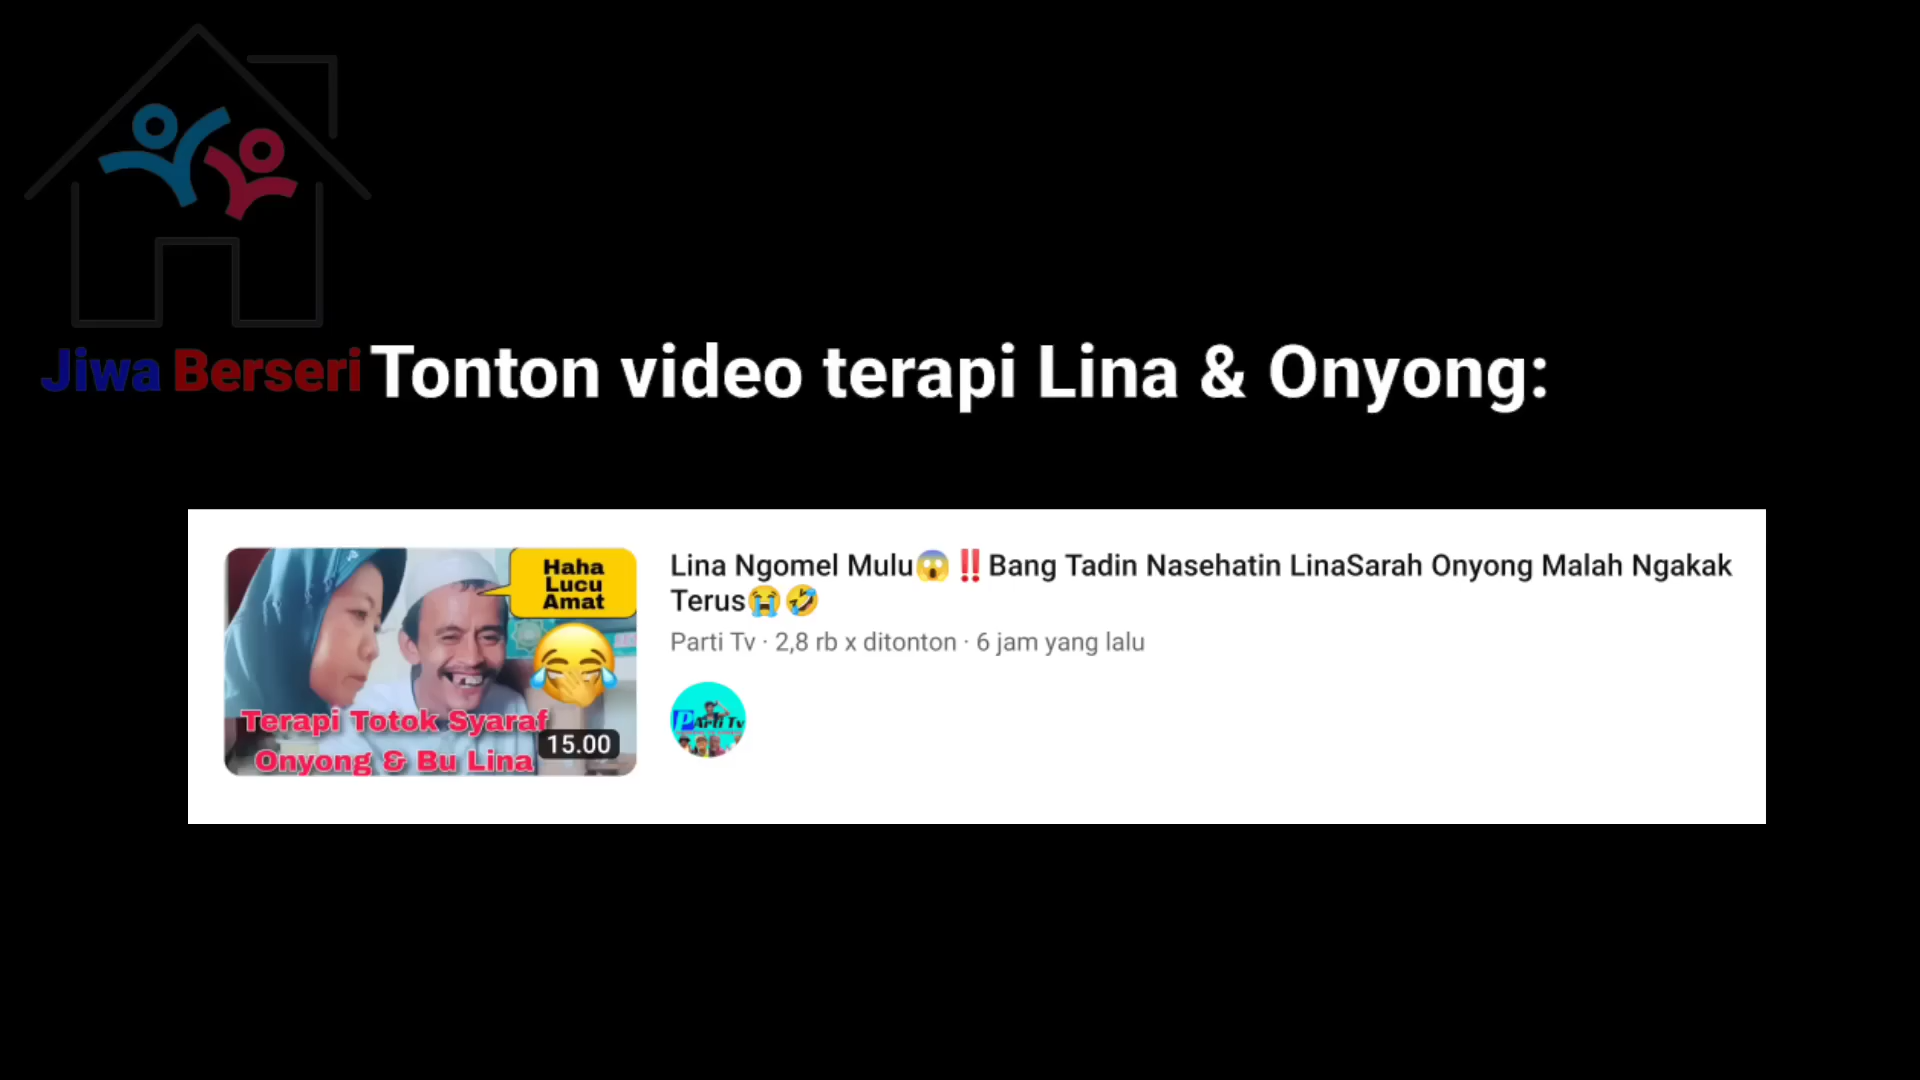 Jiwa Berseri
Tonton video terapi Lina & Onyong:
Haha
Lucu
Amat
Terapi Totok Syaraf
Onyong & Bu Lina
15.00
Lina Ngomel Mulu😱‼️Bang Tadin Nasehatin LinaSarah Onyong Malah Ngakak
Terus😭🤣
Parti Tv · 2,8 rb x ditonton · 6 jam yang lalu
Parti Tv